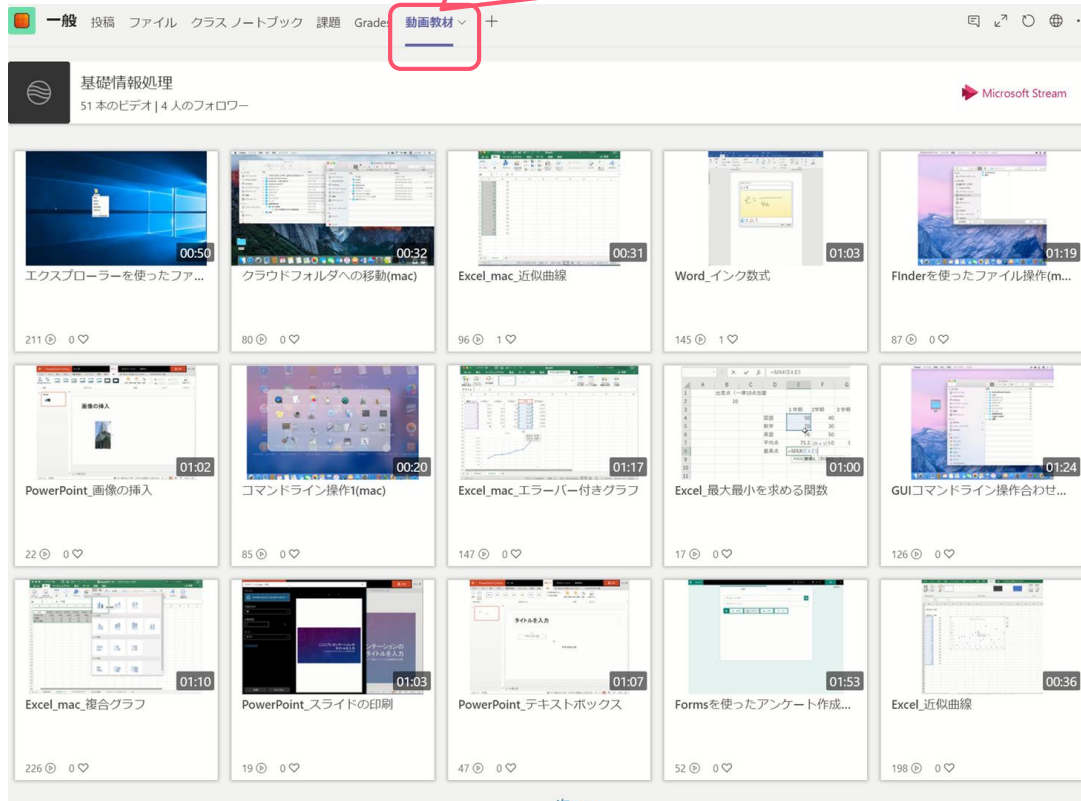 一般 投稿 ファイル クラス ノートブック 課題 Grades 動画教材
基礎情報処理
51 本のビデオ | 4 人のフォロワー
Microsoft Stream
00:50 00:32 00:31 01:03 01:19
エクスプローラーを使ったファ... クラウドフォルダへの移動(mac) Excel_mac_近似曲線 Word_インク数式 FInderを使ったファイル操作(m...
211 0 80 0 96 1 145 1 87 0
画像の挿入
=MAX(E4:E5
01:02 00:20 01:17 01:00 01:24
PowerPoint_画像の挿入 コマンドライン操作1(mac) Excel_mac_エラーバー付きグラフ Excel_最大最小を求める関数 GUIコマンドライン操作合わせ...
22 0 85 0 147 0 17 0 126 0
タイトルを入力
01:10 01:03 01:07 01:53 00:36
Excel_mac_複合グラフ PowerPoint_スライドの印刷 PowerPoint_テキストボックス Formsを使ったアンケート作成... Excel_近似曲線
226 0 19 0 47 0 52 0 198 0